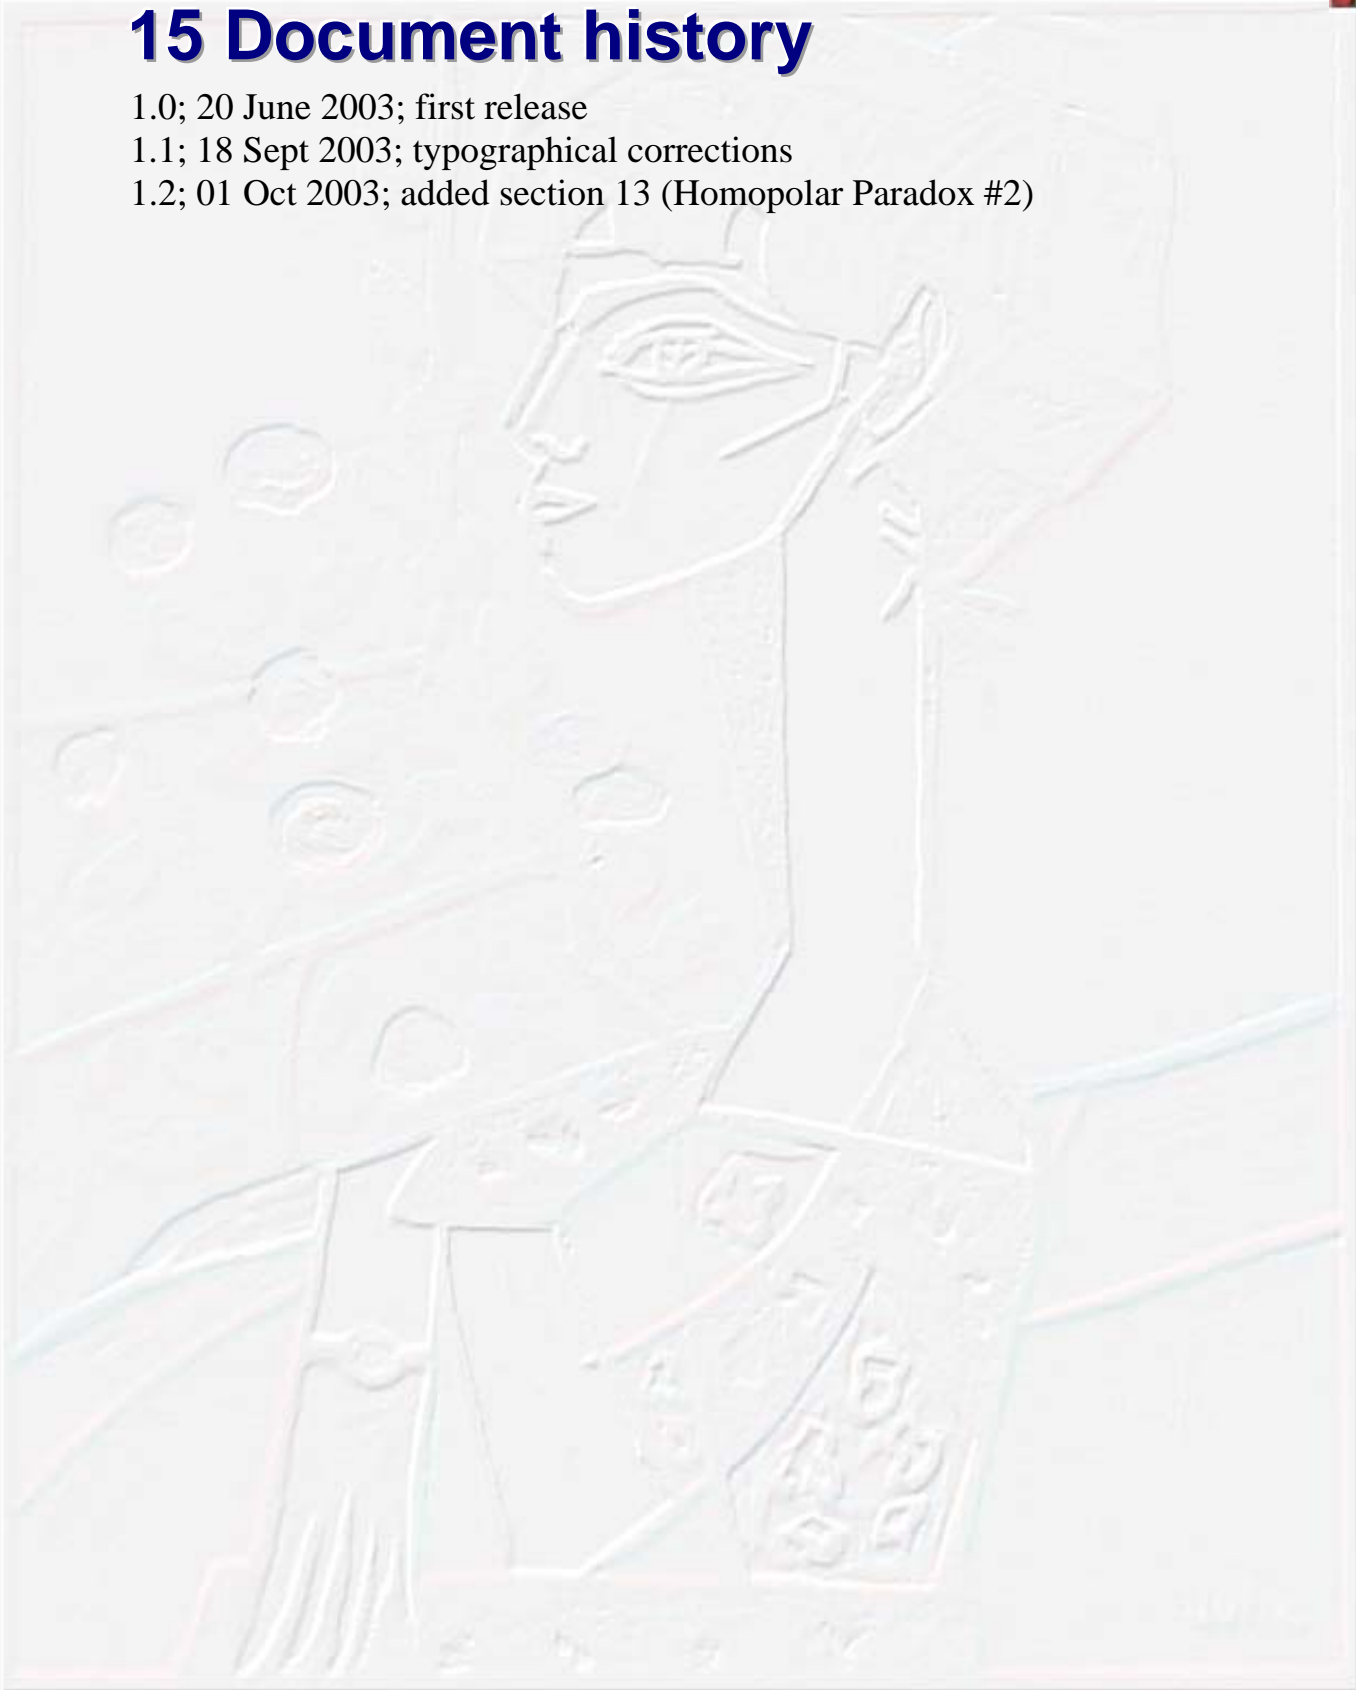 15 Document history
1.0; 20 June 2003; first release
1.1; 18 Sept 2003; typographical corrections
1.2; 01 Oct 2003; added section 13 (Homopolar Paradox #2)